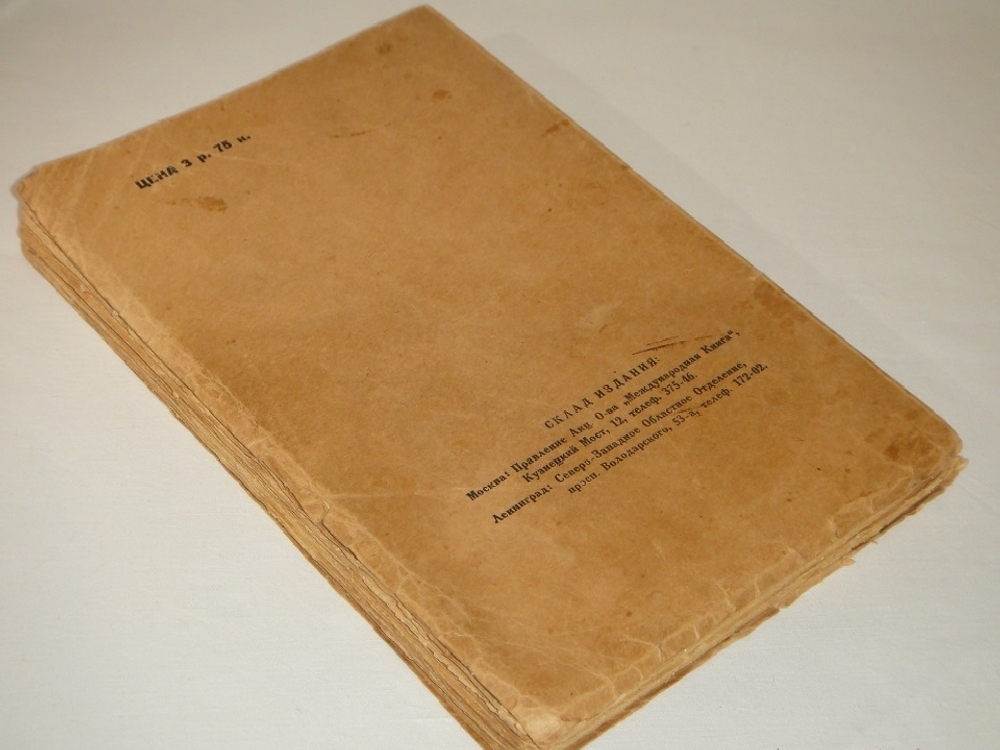 ЦЕНА 3 р. 75 к.
СКЛАД ИЗДАНИЯ:
Москва: Правление Акц. О-ва „Международная Книга",
Кузнецкий Мост, 12, телеф. 375-46.
Ленинград: Северо-Западное Областное Отделение,
просп. Володарского, 53-а, телеф. 172-02.